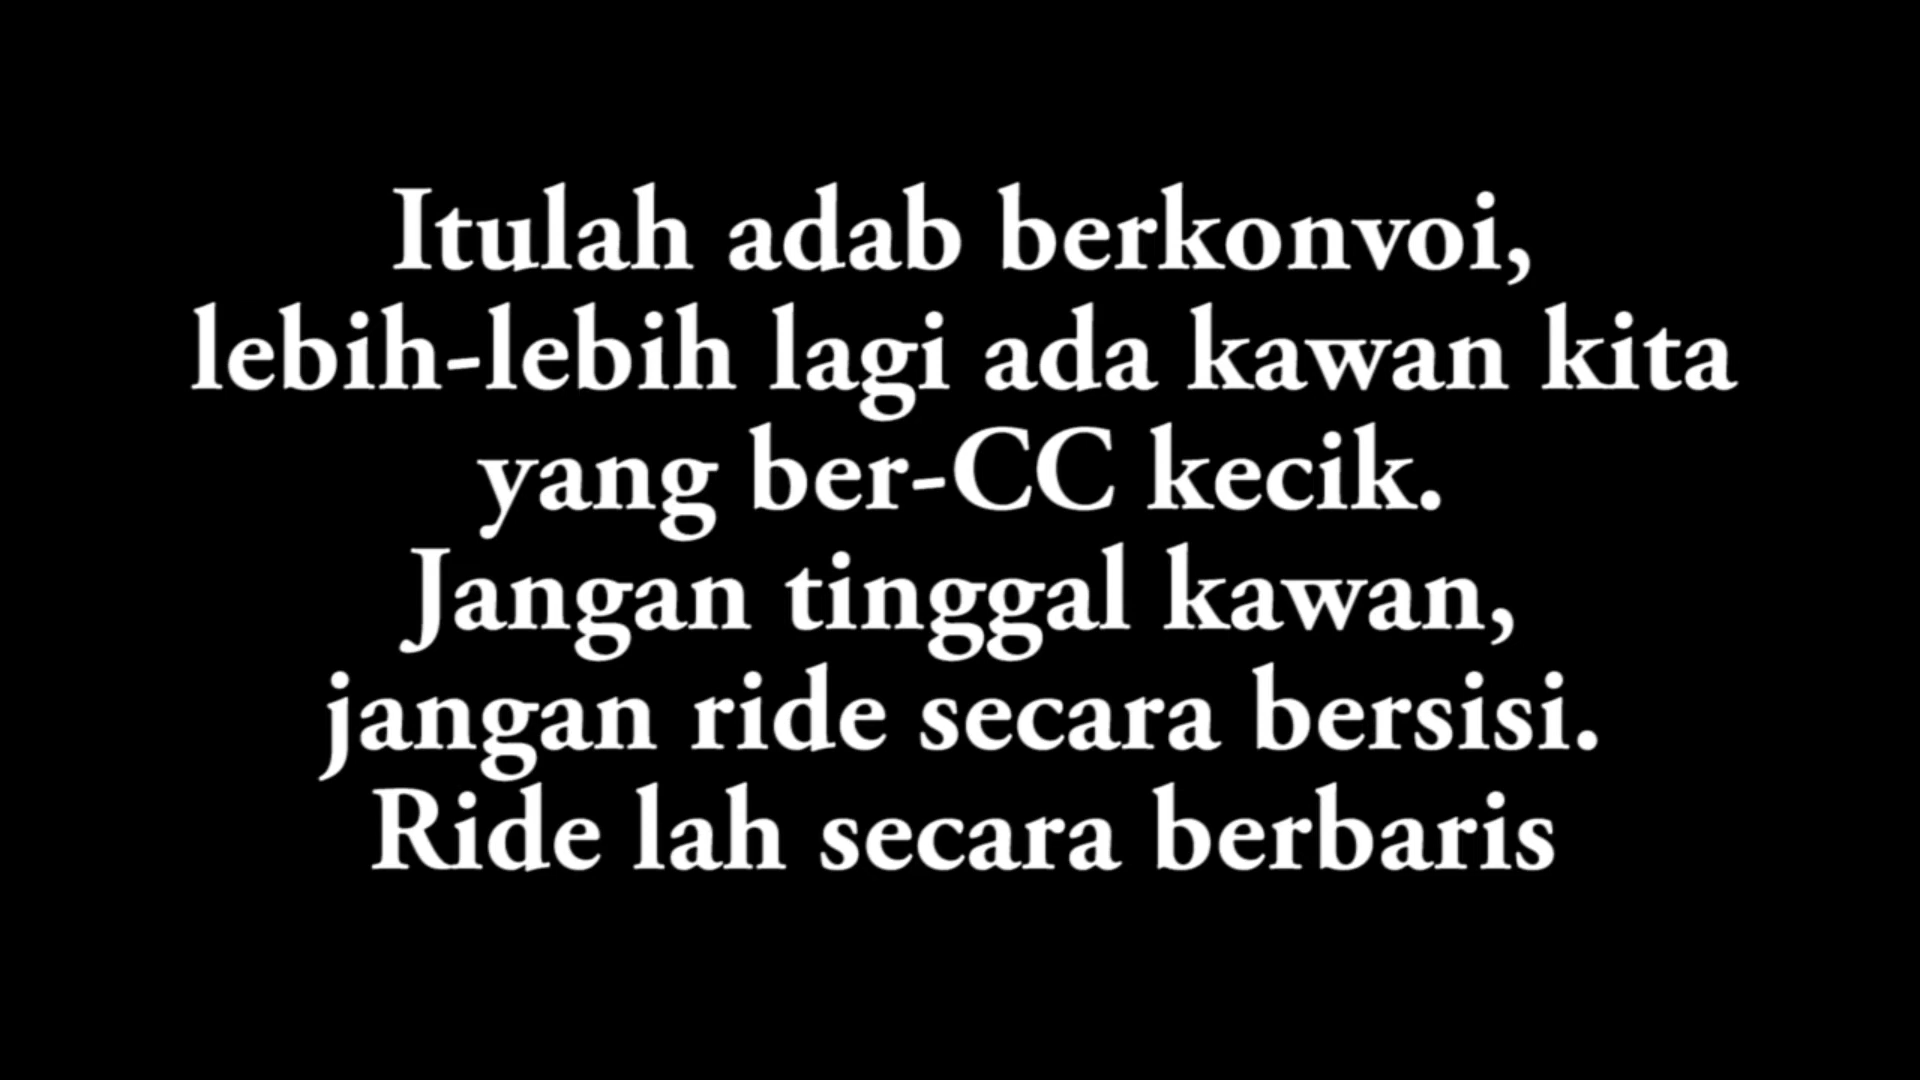 Itulah adab berkonvoi,
lebih-lebih lagi ada kawan kita
yang ber-CC kecik.
Jangan tinggal kawan,
jangan ride secara bersisi.
Ride lah secara berbaris